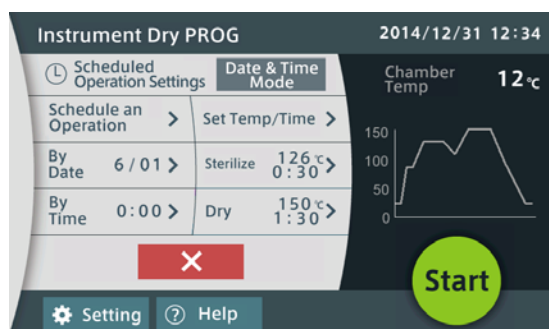 Instrument Dry PROG
2014/12/31 12:34
Scheduled
Operation Settings
Date & Time
Mode
Schedule an
Operation >
Set Temp/Time >
By
Date 6/01 >
Sterilize 126℃
0:30 >
By
Time 0:00 >
Dry 150℃
1:30 >
Chamber
Temp 12℃
150
100
50
0
Start
Setting
? Help